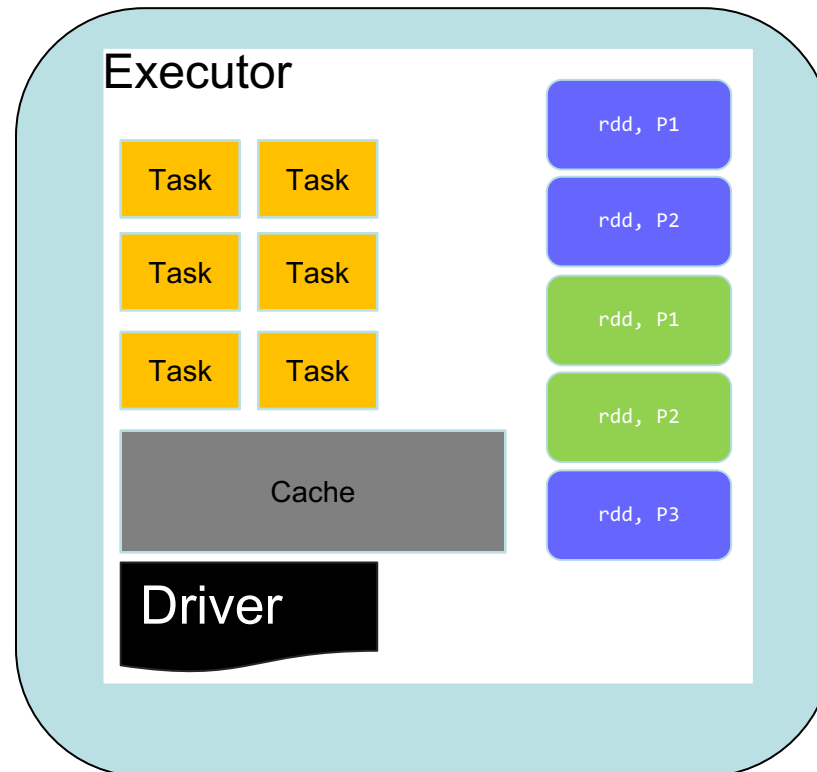 Executor
Task Task
Task Task
Task Task
Cache
Driver
rdd, P1
rdd, P2
rdd, P1
rdd, P2
rdd, P3